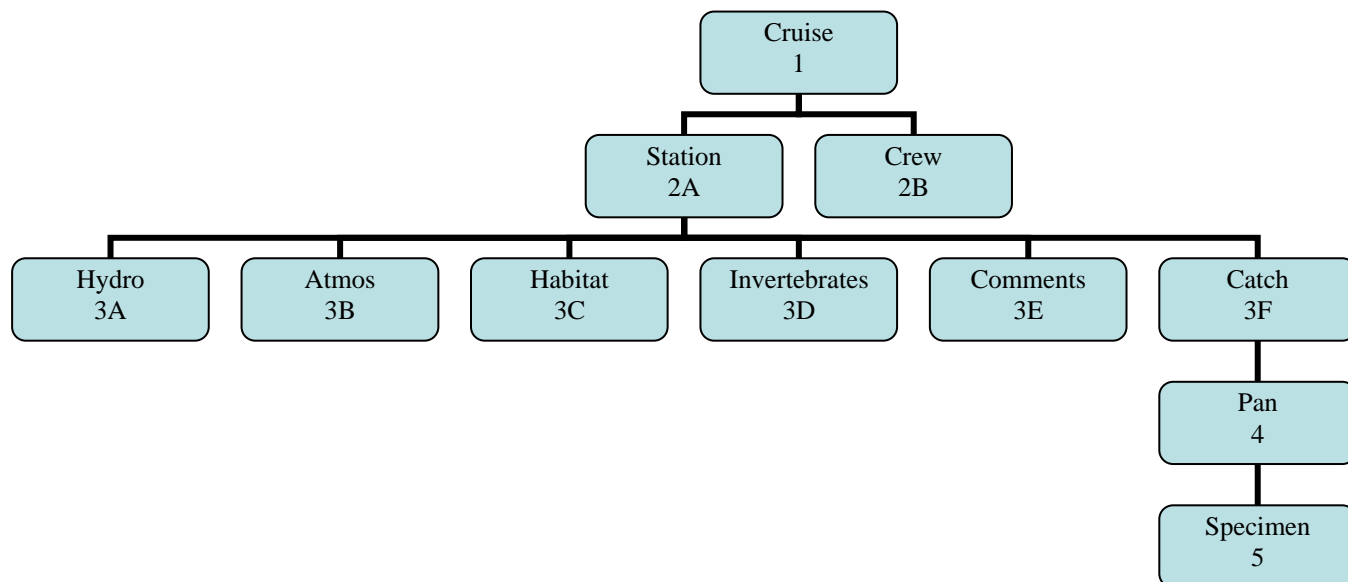 Cruise
1
Station
2A
Crew
2B
Hydro
3A
Atmos
3B
Habitat
3C
Invertebrates
3D
Comments
3E
Catch
3F
Pan
4
Specimen
5